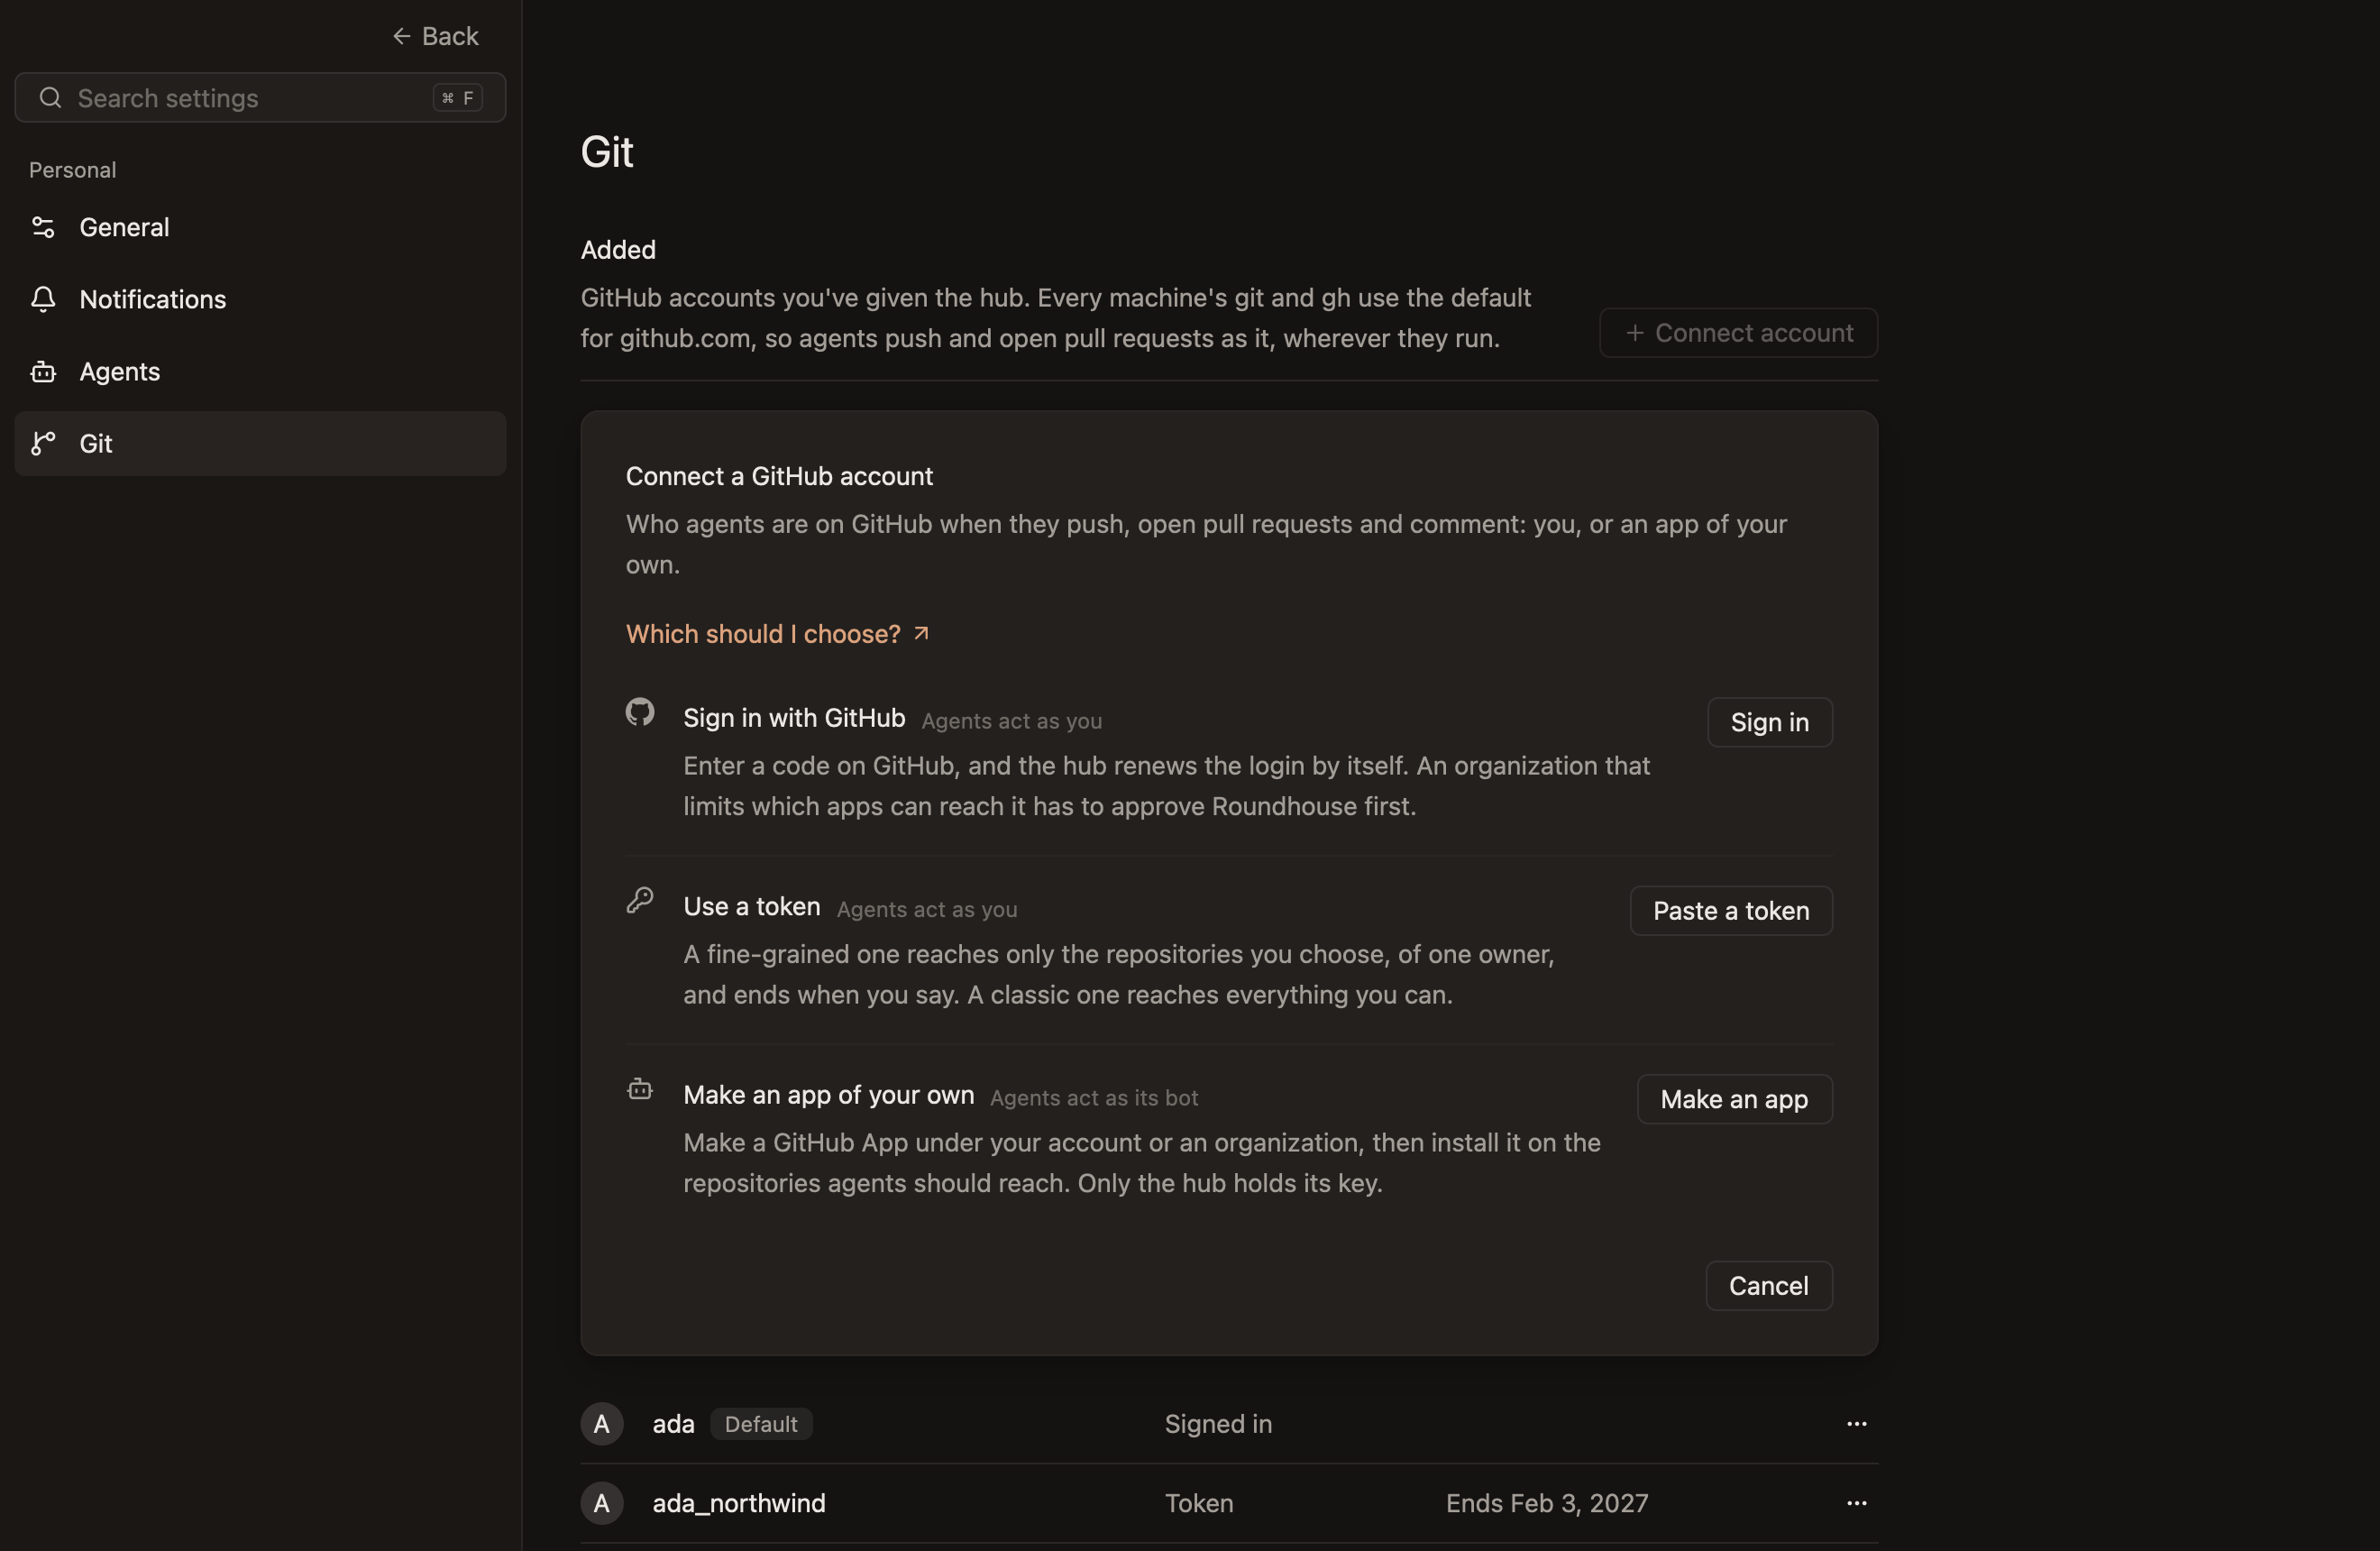 Back
Search settings
⌘ F
Personal
General
Notifications
Agents
Git
Git
Added
GitHub accounts you've given the hub. Every machine's git and gh use the default
for github.com, so agents push and open pull requests as it, wherever they run.
Connect account
Connect a GitHub account
Who agents are on GitHub when they push, open pull requests and comment: you, or an app of your
own.
Which should I choose?
Sign in with GitHub Agents act as you
Sign in
Enter a code on GitHub, and the hub renews the login by itself. An organization that
limits which apps can reach it has to approve Roundhouse first.
Use a token Agents act as you
Paste a token
A fine-grained one reaches only the repositories you choose, of one owner,
and ends when you say. A classic one reaches everything you can.
Make an app of your own Agents act as its bot
Make an app
Make a GitHub App under your account or an organization, then install it on the
repositories agents should reach. Only the hub holds its key.
Cancel
A ada Default Signed in
A ada_northwind Token Ends Feb 3, 2027